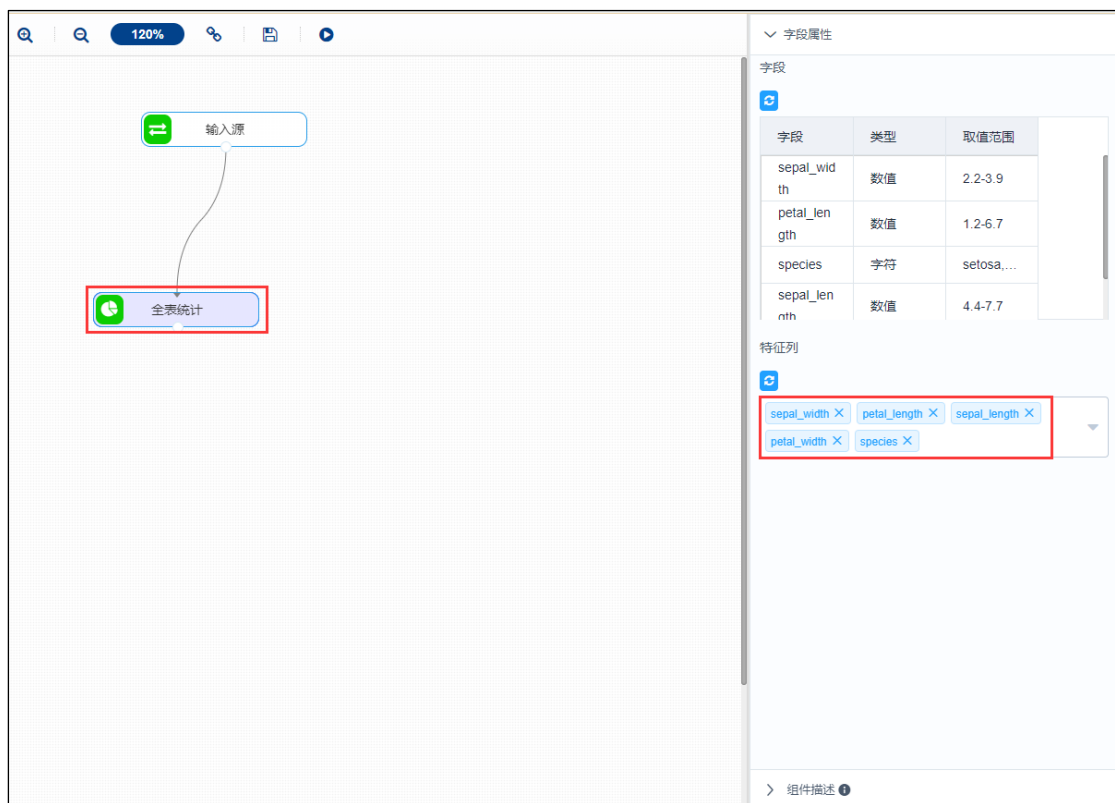 120%
输入源
全表统计
字段属性
字段
字段 类型 取值范围
sepal_wid
th
数值 2.2-3.9
petal_len
gth
数值 1.2-6.7
species 字符 setosa,...
sepal_len
gth
数值 4.4-7.7
特征列
sepal_width petal_length sepal_length
petal_width species
组件描述